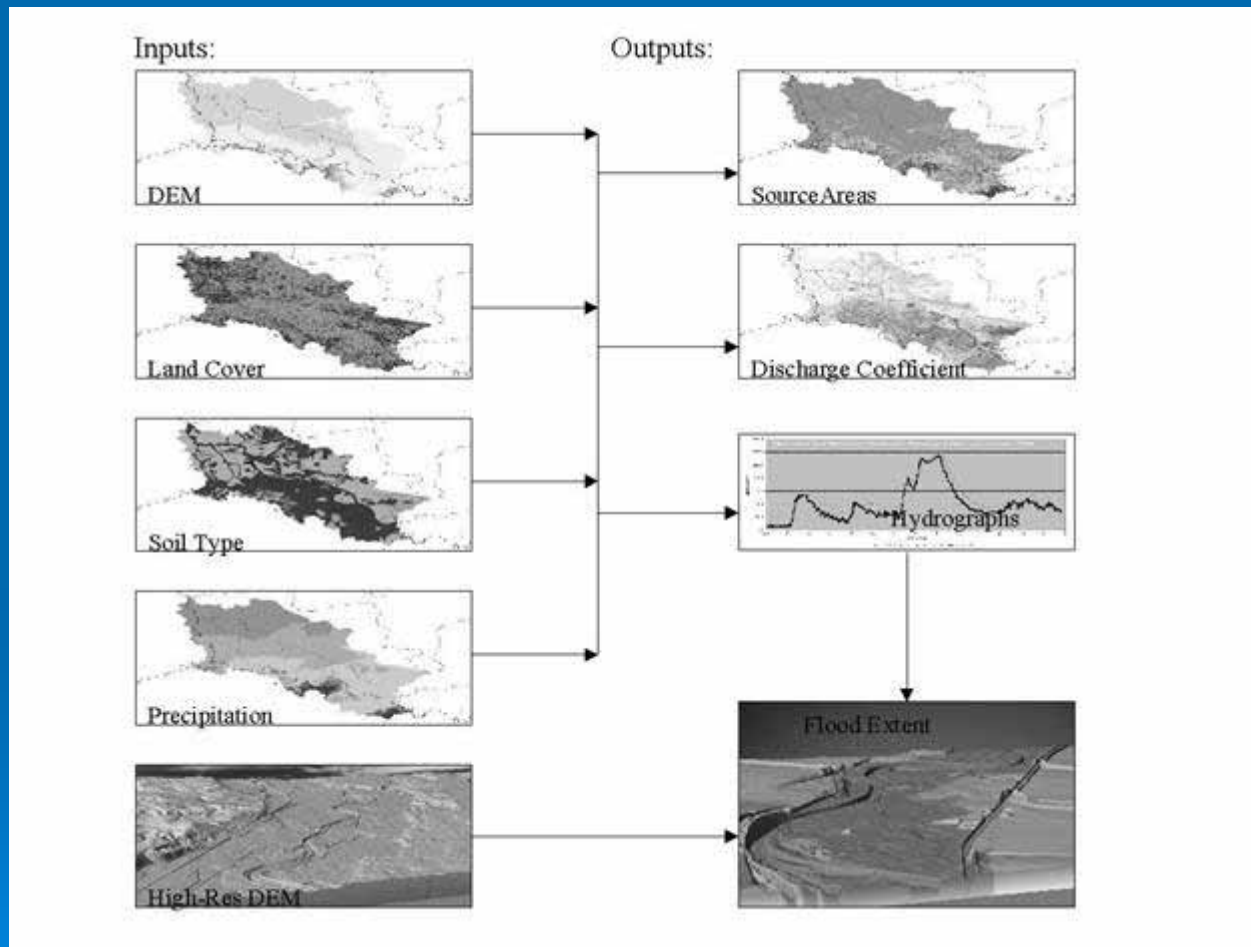 Inputs:
Outputs:
DEM
Source Areas
Land Cover
Discharge Coefficient
Soil Type
Hydrographs
Precipitation
Flood Extent
High-Res DEM